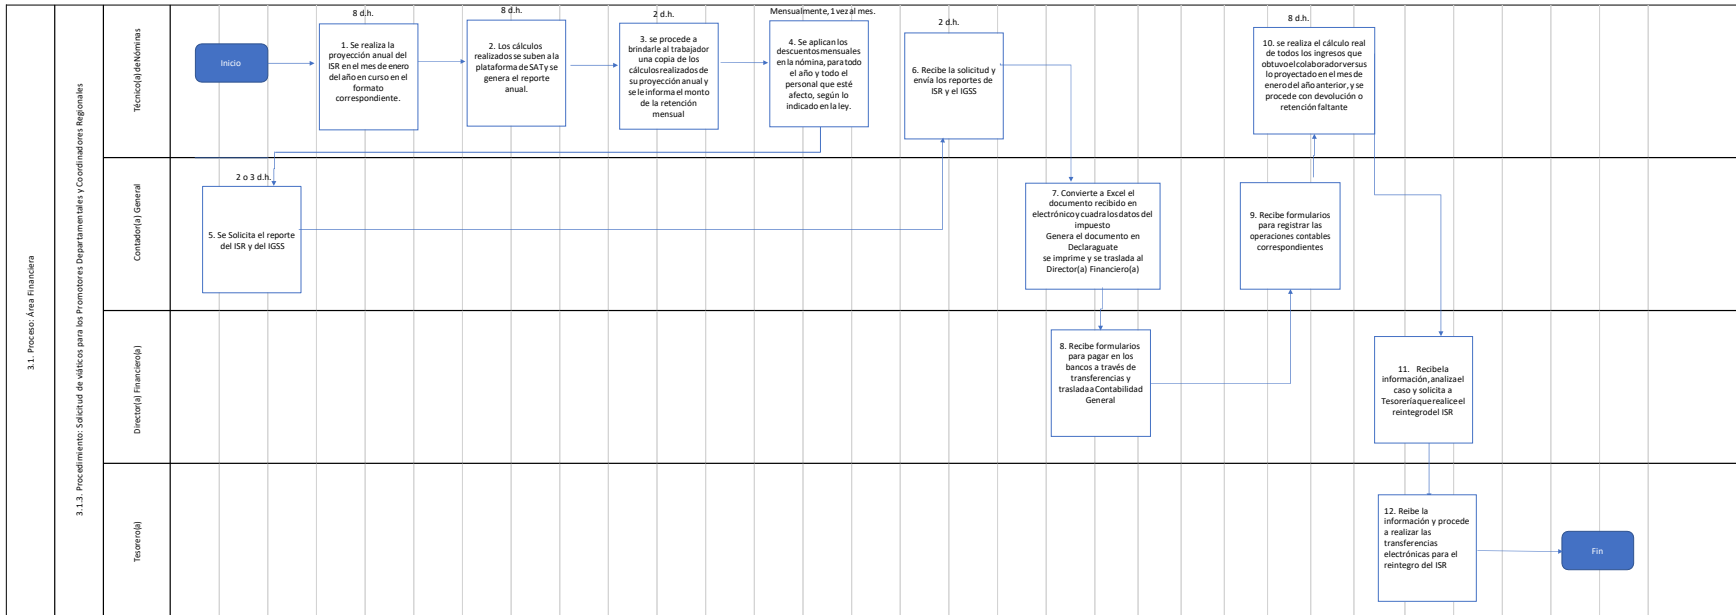 3.1. Proceso: Área Financiera
3.1.3. Procedimiento: Solicitud de viáticos para los Promotores Departamentales y Coordinadores Regionales
Técnico(a) de Nóminas
Inicio
8 d.h.
1. Se realiza la
proyección anual del
ISR en el mes de enero
del año en curso en el
formato
correspondiente.
8 d.h.
2. Los cálculos
realizados se suben a la
plataforma de SAT y se
genera el reporte
anual.
2 d.h.
3. se procede a
brindarle al trabajador
una copia de los
cálculos realizados de
su proyección anual y
se le informa el monto
de la retención
mensual
Mensualmente, 1 vez al mes.
4. Se aplican los
descuentos mensuales
en la nómina, para todo
el año y todo el
personal que esté
afecto, según lo
indicado en la ley.
2 d.h.
6. Recibe la solicitud y
envía los reportes de
ISR y el IGSS
8 d.h.
10. se realiza el cálculo real
de todos los ingresos que
obtuvo el colaborador versus
lo proyectado en el mes de
enero del año anterior, y se
procede con devolución o
retención faltante
Contador(a) General
2 o 3 d.h.
5. Se Solicita el reporte
del ISR y del IGSS
7. Convierte a Excel el
documento recibido en
electrónico y cuadra los datos del
impuesto
Genera el documento en
Declaraguate
se imprime y se traslada al
Director(a) Financiero(a)
9. Recibe formularios
para registrar las
operaciones contables
correspondientes
Director(a) Financiero(a)
8. Recibe formularios
para pagar en los
bancos a través de
transferencias y
traslada a Contabilidad
General
11. Recibe la
información, analiza el
caso y solicita a
Tesorería que realice el
reintegro del ISR
Tesorero(a)
12. Reibe la
información y procede
a realizar las
transferencias
electrónicas para el
reintegro del ISR
Fin